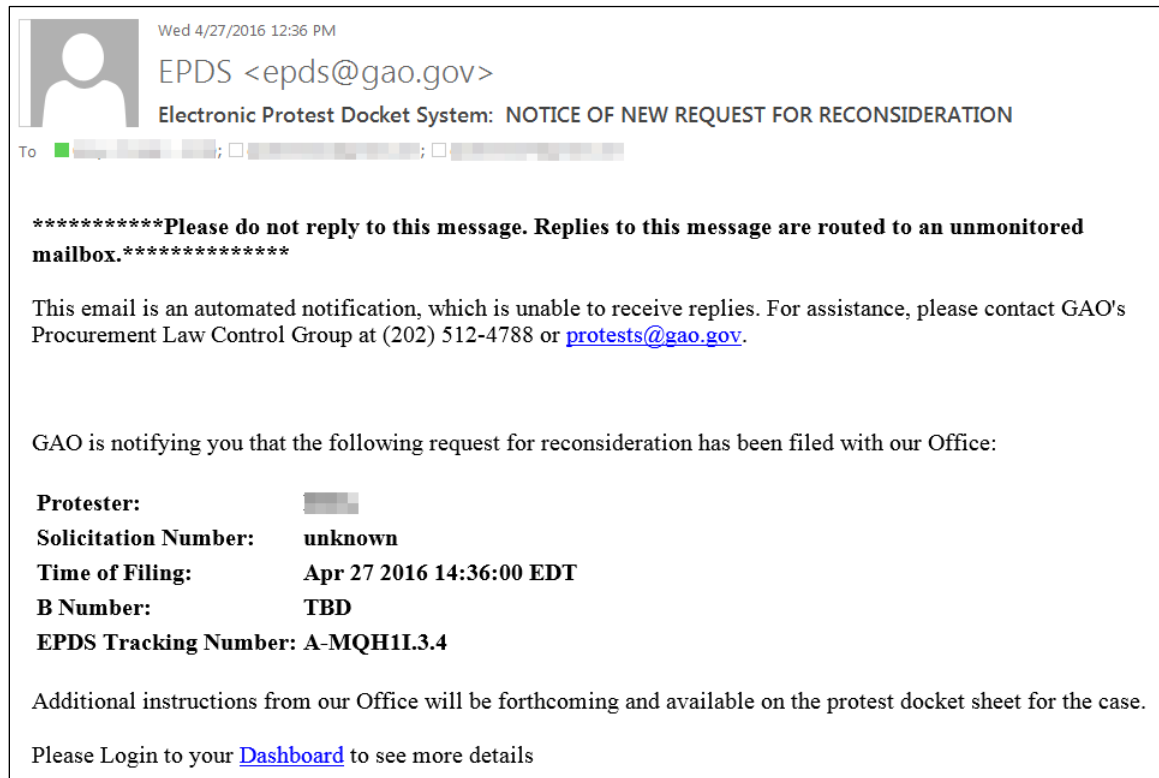 Wed 4/27/2016 12:36 PM
EPDS <epds@gao.gov>
Electronic Protest Docket System: NOTICE OF NEW REQUEST FOR RECONSIDERATION
To ; ;
***********Please do not reply to this message. Replies to this message are routed to an unmonitored
mailbox.**************
This email is an automated notification, which is unable to receive replies. For assistance, please contact GAO's
Procurement Law Control Group at (202) 512-4788 or protests@gao.gov.
GAO is notifying you that the following request for reconsideration has been filed with our Office:
Protester:
Solicitation Number: unknown
Time of Filing: Apr 27 2016 14:36:00 EDT
B Number: TBD
EPDS Tracking Number: A-MQH1I.3.4
Additional instructions from our Office will be forthcoming and available on the protest docket sheet for the case.
Please Login to your Dashboard to see more details